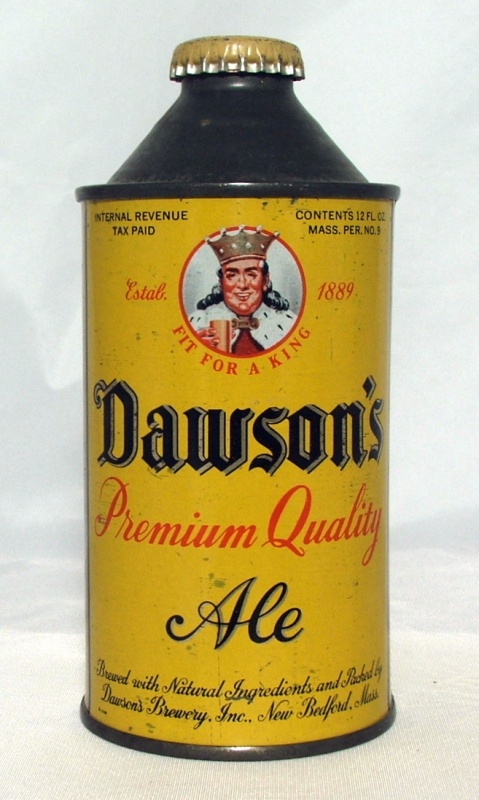 INTERNAL REVENUE
TAX PAID
CONTENTS 12 FL. OZ.
MASS. PER. NO. 9
Estab. 1889
FIT FOR A KING
Dawson's
Premium Quality
Ale
Brewed with Natural Ingredients and Packed by
Dawson's Brewery, Inc., New Bedford, Mass.